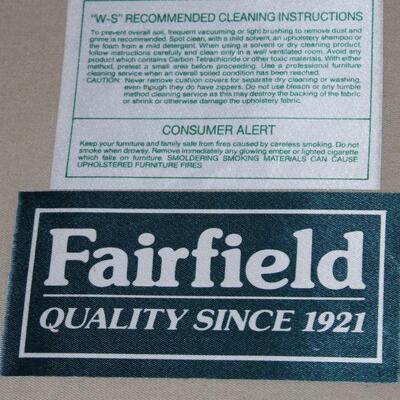 "W-S" RECOMMENDED CLEANING INSTRUCTIONS
To prevent overall soil, frequent vacuuming or light brushing to remove dust and
grime is recommended. Spot clean, with a mild solvent, an upholstery shampoo or
the foam from a mild detergent. When using a solvent or dry cleaning product,
follow instructions carefully and clean only in a well ventilated room. Avoid any
product which contains Carbon Tetrachloride or other toxic materials. With either
method, pretest a small area before proceeding. Use a professional furniture
cleaning service when an overall soiled condition has been reached.
CAUTION: Never remove cushion covers for separate dry cleaning or washing,
even though they do have zippers. Do not use bleach or any tumble
method cleaning service as this may destroy the backing of the fabric
or shrink or otherwise damage the upholstery fabric.
CONSUMER ALERT
Keep your furniture and family safe from fires caused by careless smoking. Do not
smoke when drowsy. Remove immediately any glowing ember or lighted cigarette
which falls on furniture. SMOLDERING SMOKING MATERIALS CAN CAUSE
UPHOLSTERED FURNITURE FIRES.
Fairfield
QUALITY SINCE 1921